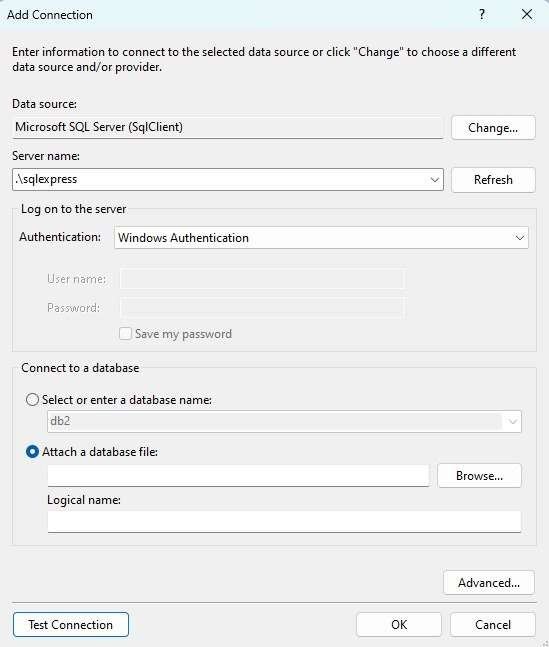 Add Connection
?
Enter information to connect to the selected data source or click "Change" to choose a different
data source and/or provider.
Data source:
Microsoft SQL Server (SqlClient)
Change...
Server name:
.\sqlexpress
Refresh
Log on to the server
Authentication:
Windows Authentication
User name:
Password:
Save my password
Connect to a database
Select or enter a database name:
db2
Attach a database file:
Browse...
Logical name:
Advanced...
Test Connection
OK
Cancel